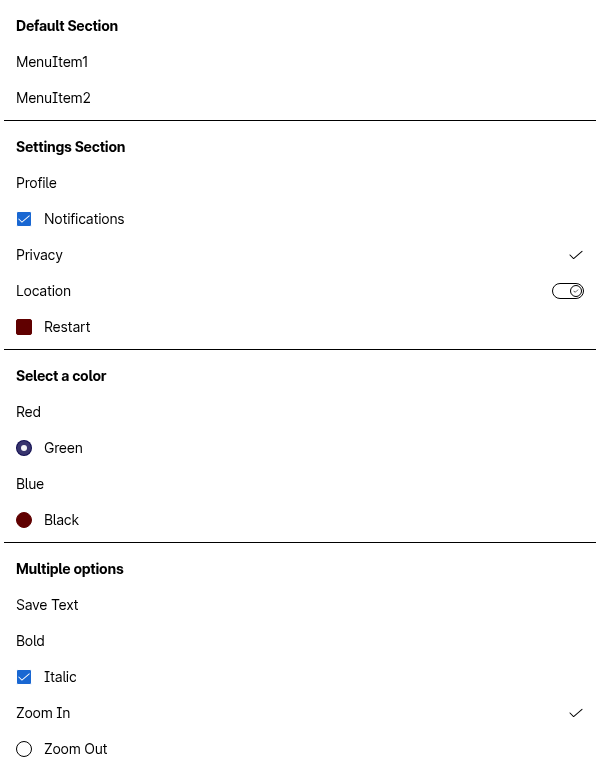 Default Section
MenuItem1
MenuItem2
Settings Section
Profile
Notifications
Privacy
Location
Restart
Select a color
Red
Green
Blue
Black
Multiple options
Save Text
Bold
Italic
Zoom In
Zoom Out